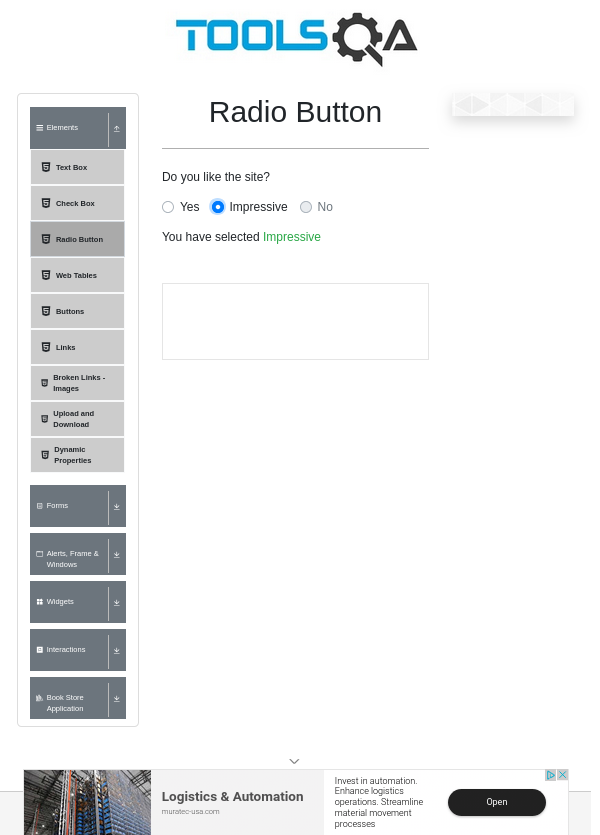 TOOLSQA
Radio Button
Elements
Text Box
Check Box
Radio Button
Web Tables
Buttons
Links
Broken Links -
Images
Upload and
Download
Dynamic
Properties
Forms
Alerts, Frame &
Windows
Widgets
Interactions
Book Store
Application
Do you like the site?
Yes Impressive No
You have selected Impressive
Logistics & Automation
muratec-usa.com
Invest in automation.
Enhance logistics
operations. Streamline
material movement
processes
Open